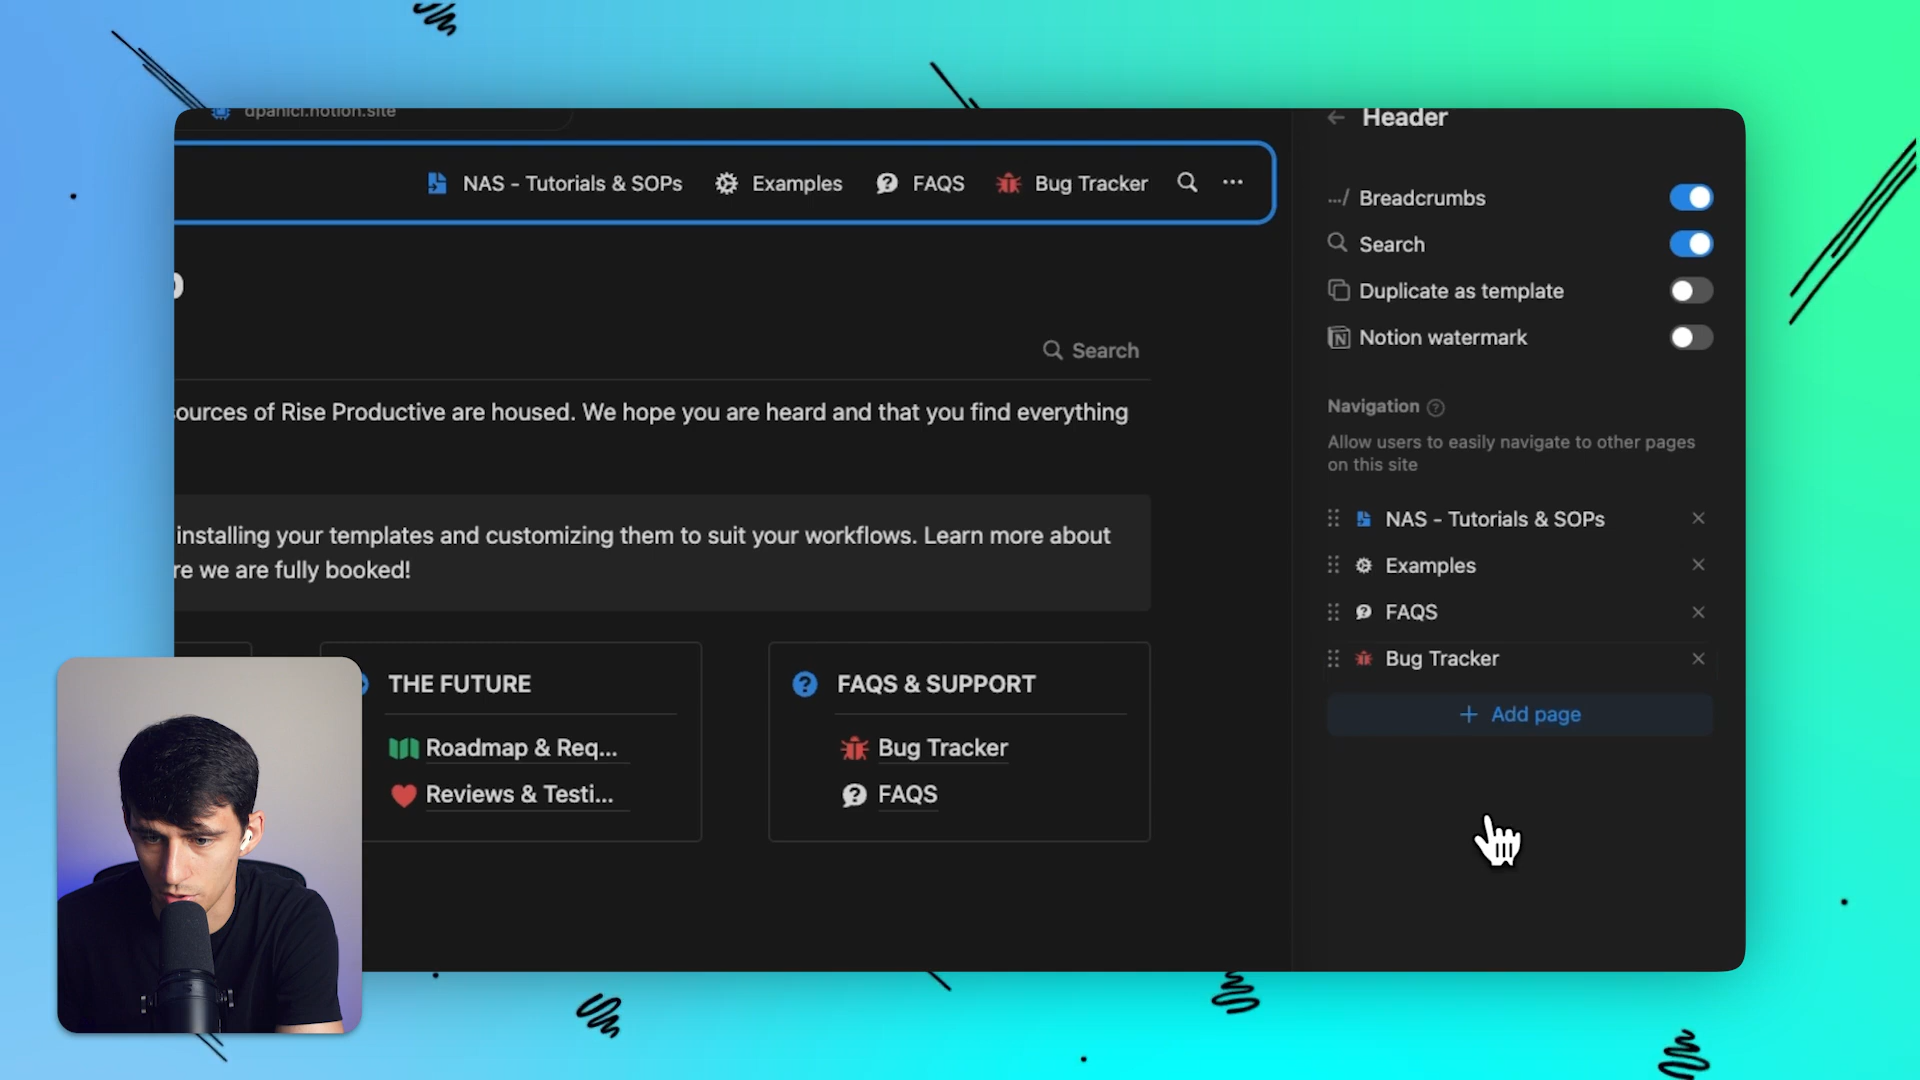 dpanici.notion.site
Header
NAS - Tutorials & SOPs
Examples
FAQS
Bug Tracker
.../ Breadcrumbs
Search
Duplicate as template
Notion watermark
Search
sources of Rise Productive are housed. We hope you are heard and that you find everything
Navigation ?
Allow users to easily navigate to other pages
on this site
NAS - Tutorials & SOPs
Examples
FAQS
Bug Tracker
+ Add page
installing your templates and customizing them to suit your workflows. Learn more about
re we are fully booked!
THE FUTURE
Roadmap & Req...
Reviews & Testi...
? FAQS & SUPPORT
Bug Tracker
FAQS